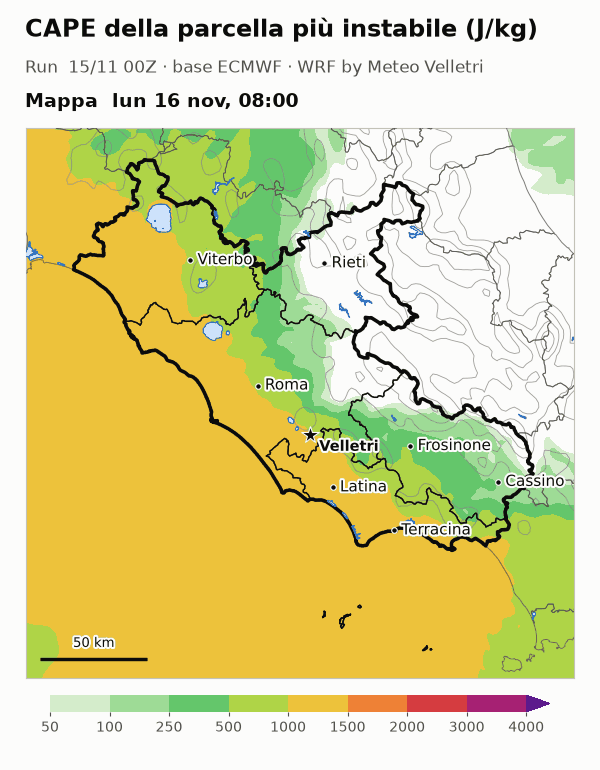 CAPE della parcella più instabile (J/kg)
Run  15/11 00Z · base ECMWF · WRF by Meteo Velletri
Mappa  lun 16 nov, 08:00
Viterbo
Rieti
Roma
Velletri
Frosinone
Cassino
Latina
Terracina
50 km
50 100 250 500 1000 1500 2000 3000 4000